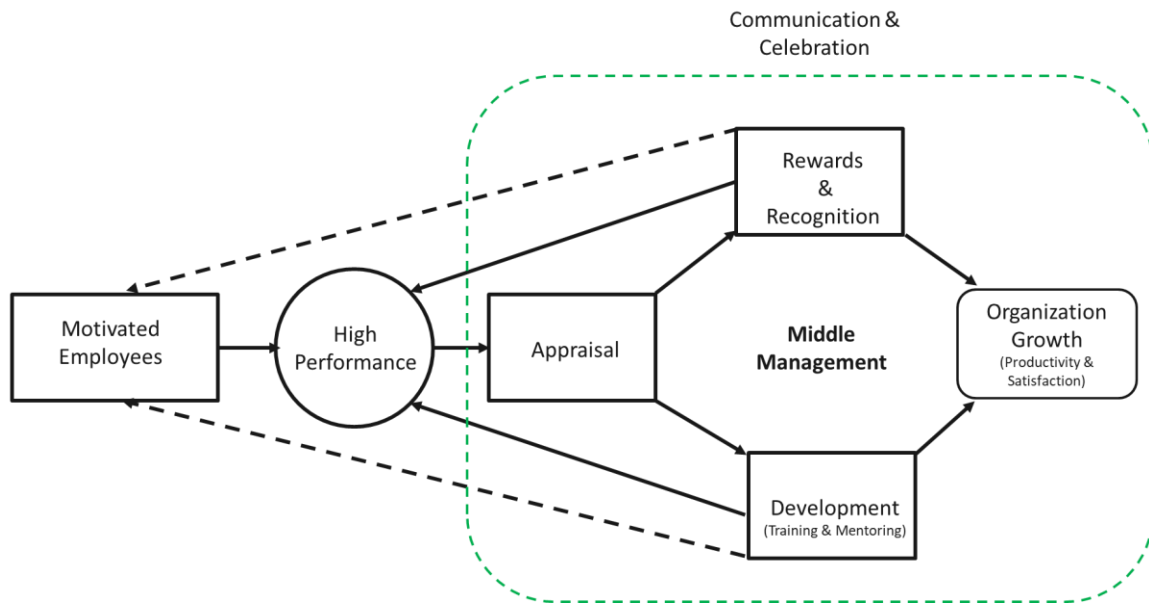 Communication &
Celebration
Rewards
&
Recognition
Motivated
Employees
High
Performance
Appraisal
Middle
Management
Organization
Growth
(Productivity &
Satisfaction)
Development
(Training & Mentoring)